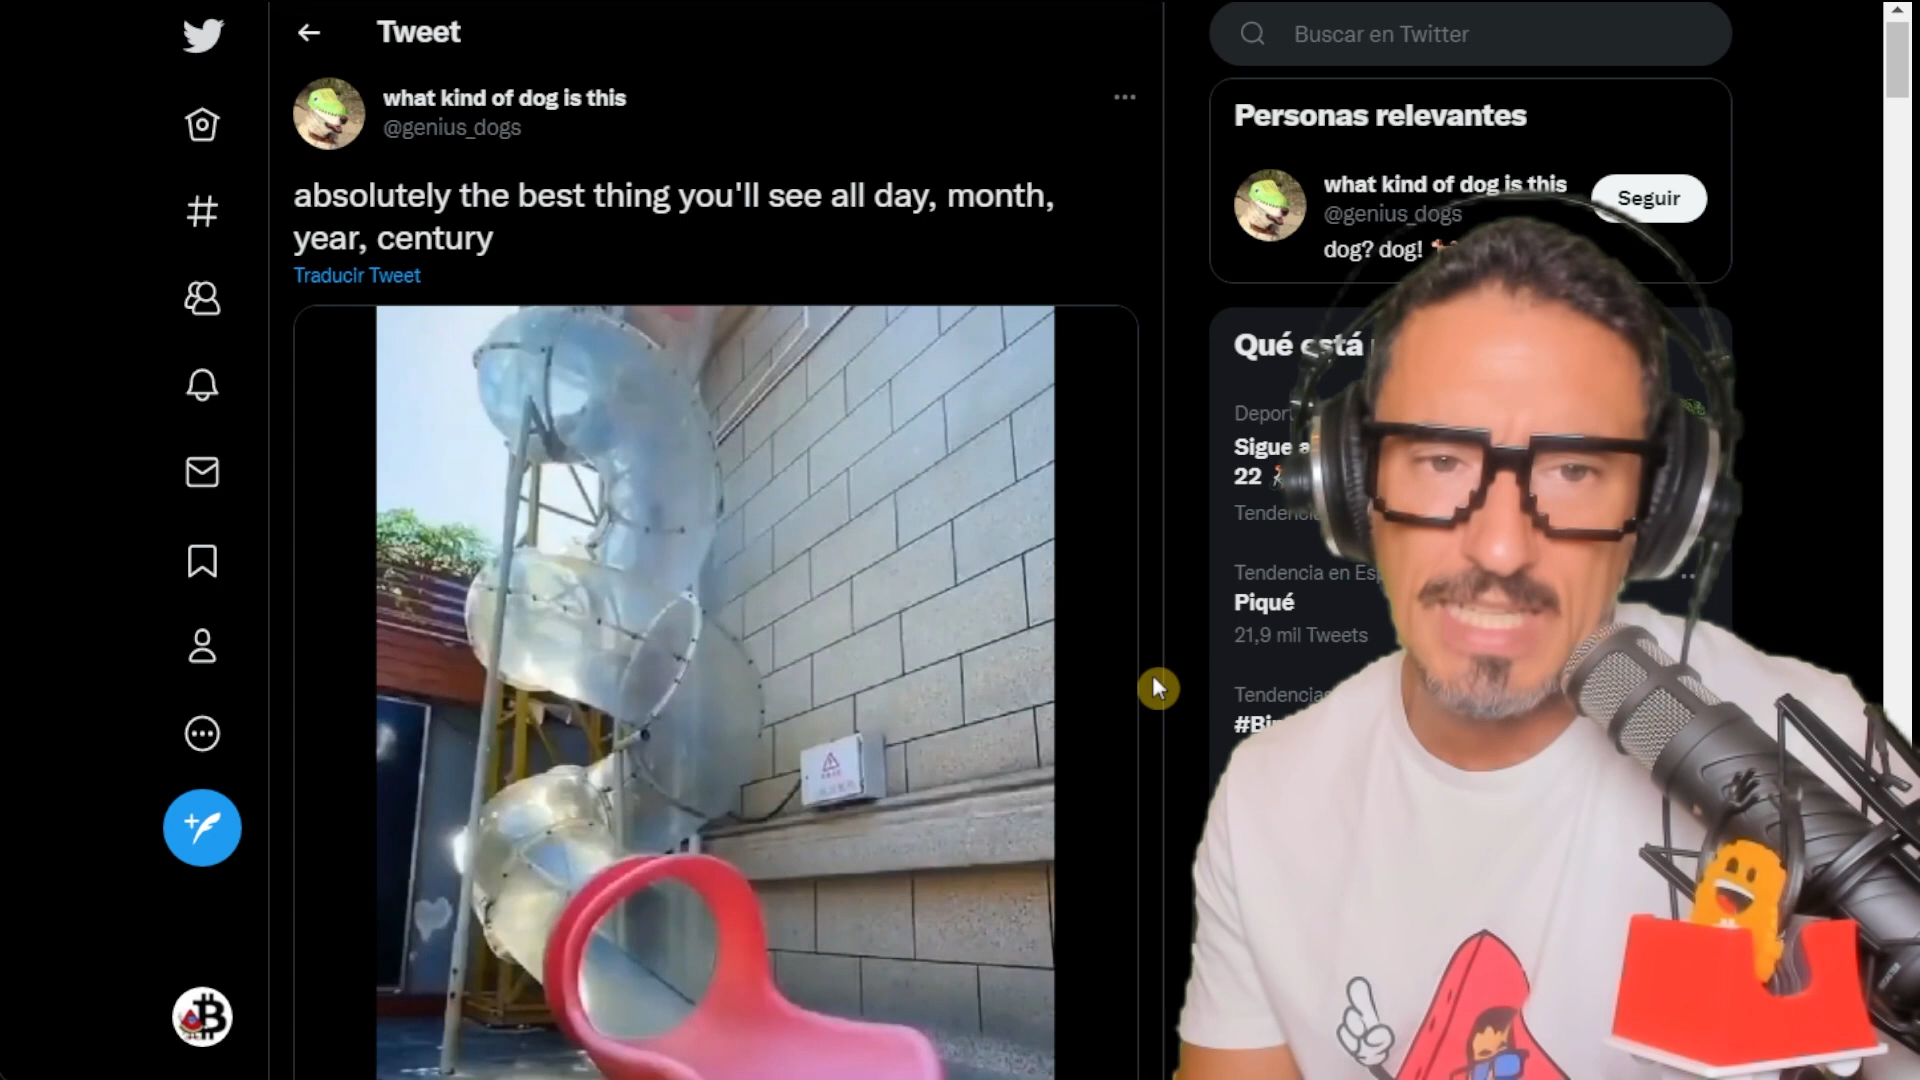 Tweet
what kind of dog is this
@genius_dogs
absolutely the best thing you'll see all day, month,
year, century
Traducir Tweet
Buscar en Twitter
Personas relevantes
what kind of dog is this
@genius_dogs
Seguir
dog? dog!
Qué está
Sigue a
22
Tendencia en
Piqué
21,9 mil Tweets